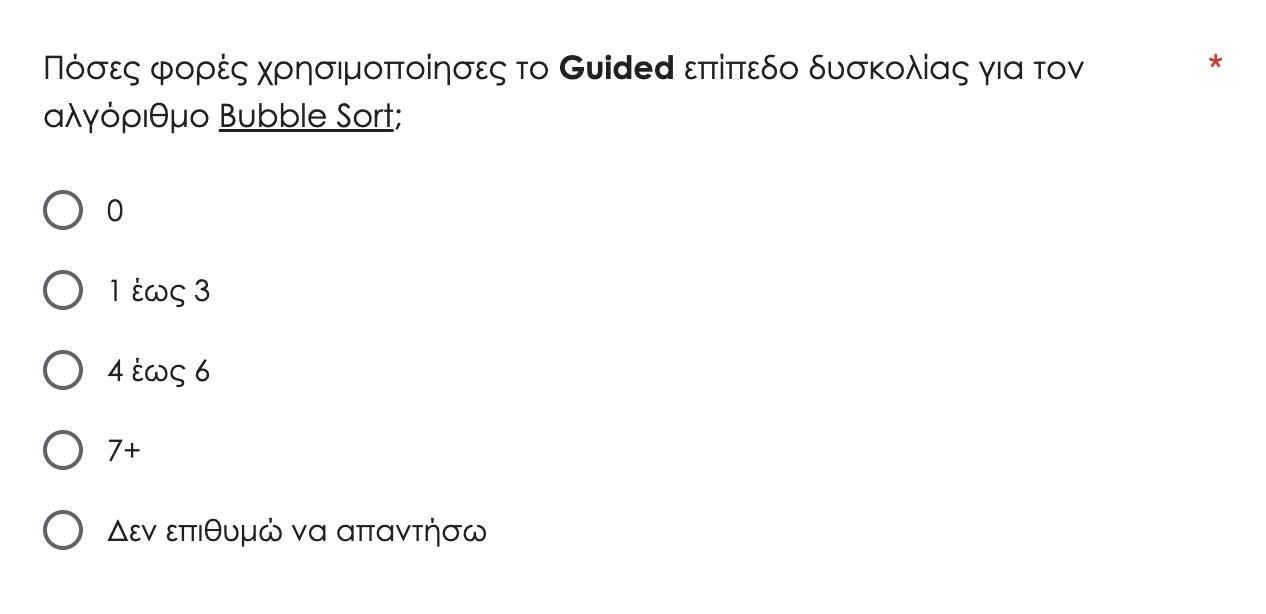 Πόσες φορές χρησιμοποίησες το Guided επίπεδο δυσκολίας για τον *
αλγόριθμο Bubble Sort;
0
1 έως 3
4 έως 6
7+
Δεν επιθυμώ να απαντήσω